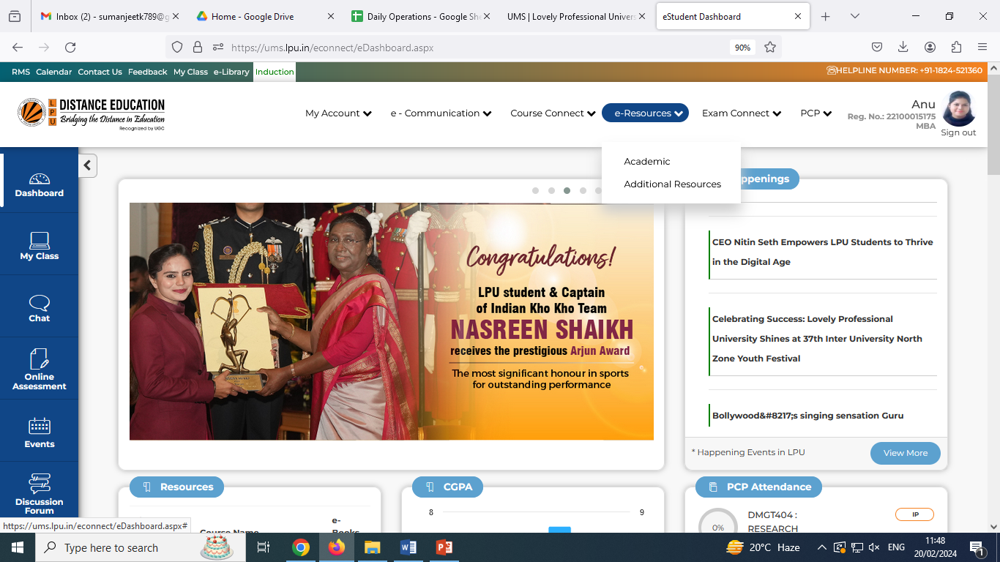 Inbox (2) - sumanjeetk789@g
Home - Google Drive
Daily Operations - Google She
UMS | Lovely Professional Univers
eStudent Dashboard
https://ums.lpu.in/econnect/eDashboard.aspx
90%
RMS Calendar Contact Us Feedback My Class e-Library Induction
HELPLINE NUMBER: +91-1824-521360
LPU
DISTANCE EDUCATION
Bridging the Distance in Education
Recognized by UGC
My Account
e - Communication
Course Connect
e-Resources
Exam Connect
PCP
Anu
Reg. No.: 22100015175
MBA
Sign out
Academic
Additional Resources
Dashboard
My Class
Chat
Online
Assessment
Events
Discussion
Forum
Congratulations!
LPU student & Captain
of Indian Kho Kho Team
NASREEN SHAIKH
receives the prestigious Arjun Award
The most significant honour in sports
for outstanding performance
ppenings
CEO Nitin Seth Empowers LPU Students to Thrive
in the Digital Age
Celebrating Success: Lovely Professional
University Shines at 37th Inter University North
Zone Youth Festival
Bollywood&#8217;s singing sensation Guru
* Happening Events in LPU
View More
Resources
Course Name
e-
Books
CGPA
8
9
PCP Attendance
0%
DMGT404 :
RESEARCH
IP
https://ums.lpu.in/econnect/eDashboard.aspx#
Type here to search
20°C Haze
ENG
11:48
20/02/2024
1